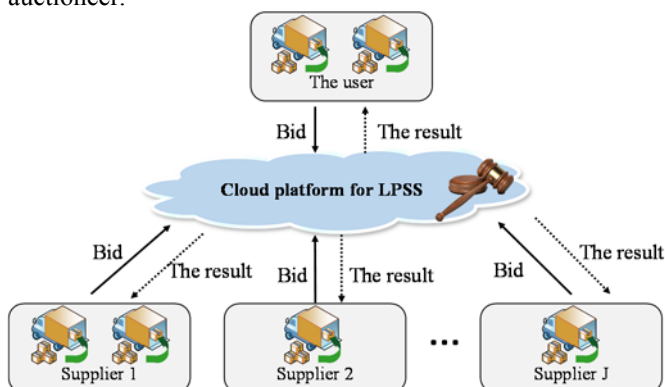 auctioneer.
The user
Bid
The result
Cloud platform for LPSS
Bid
The result
Bid
The result
Bid
The result
Supplier 1
Supplier 2
...
Supplier J